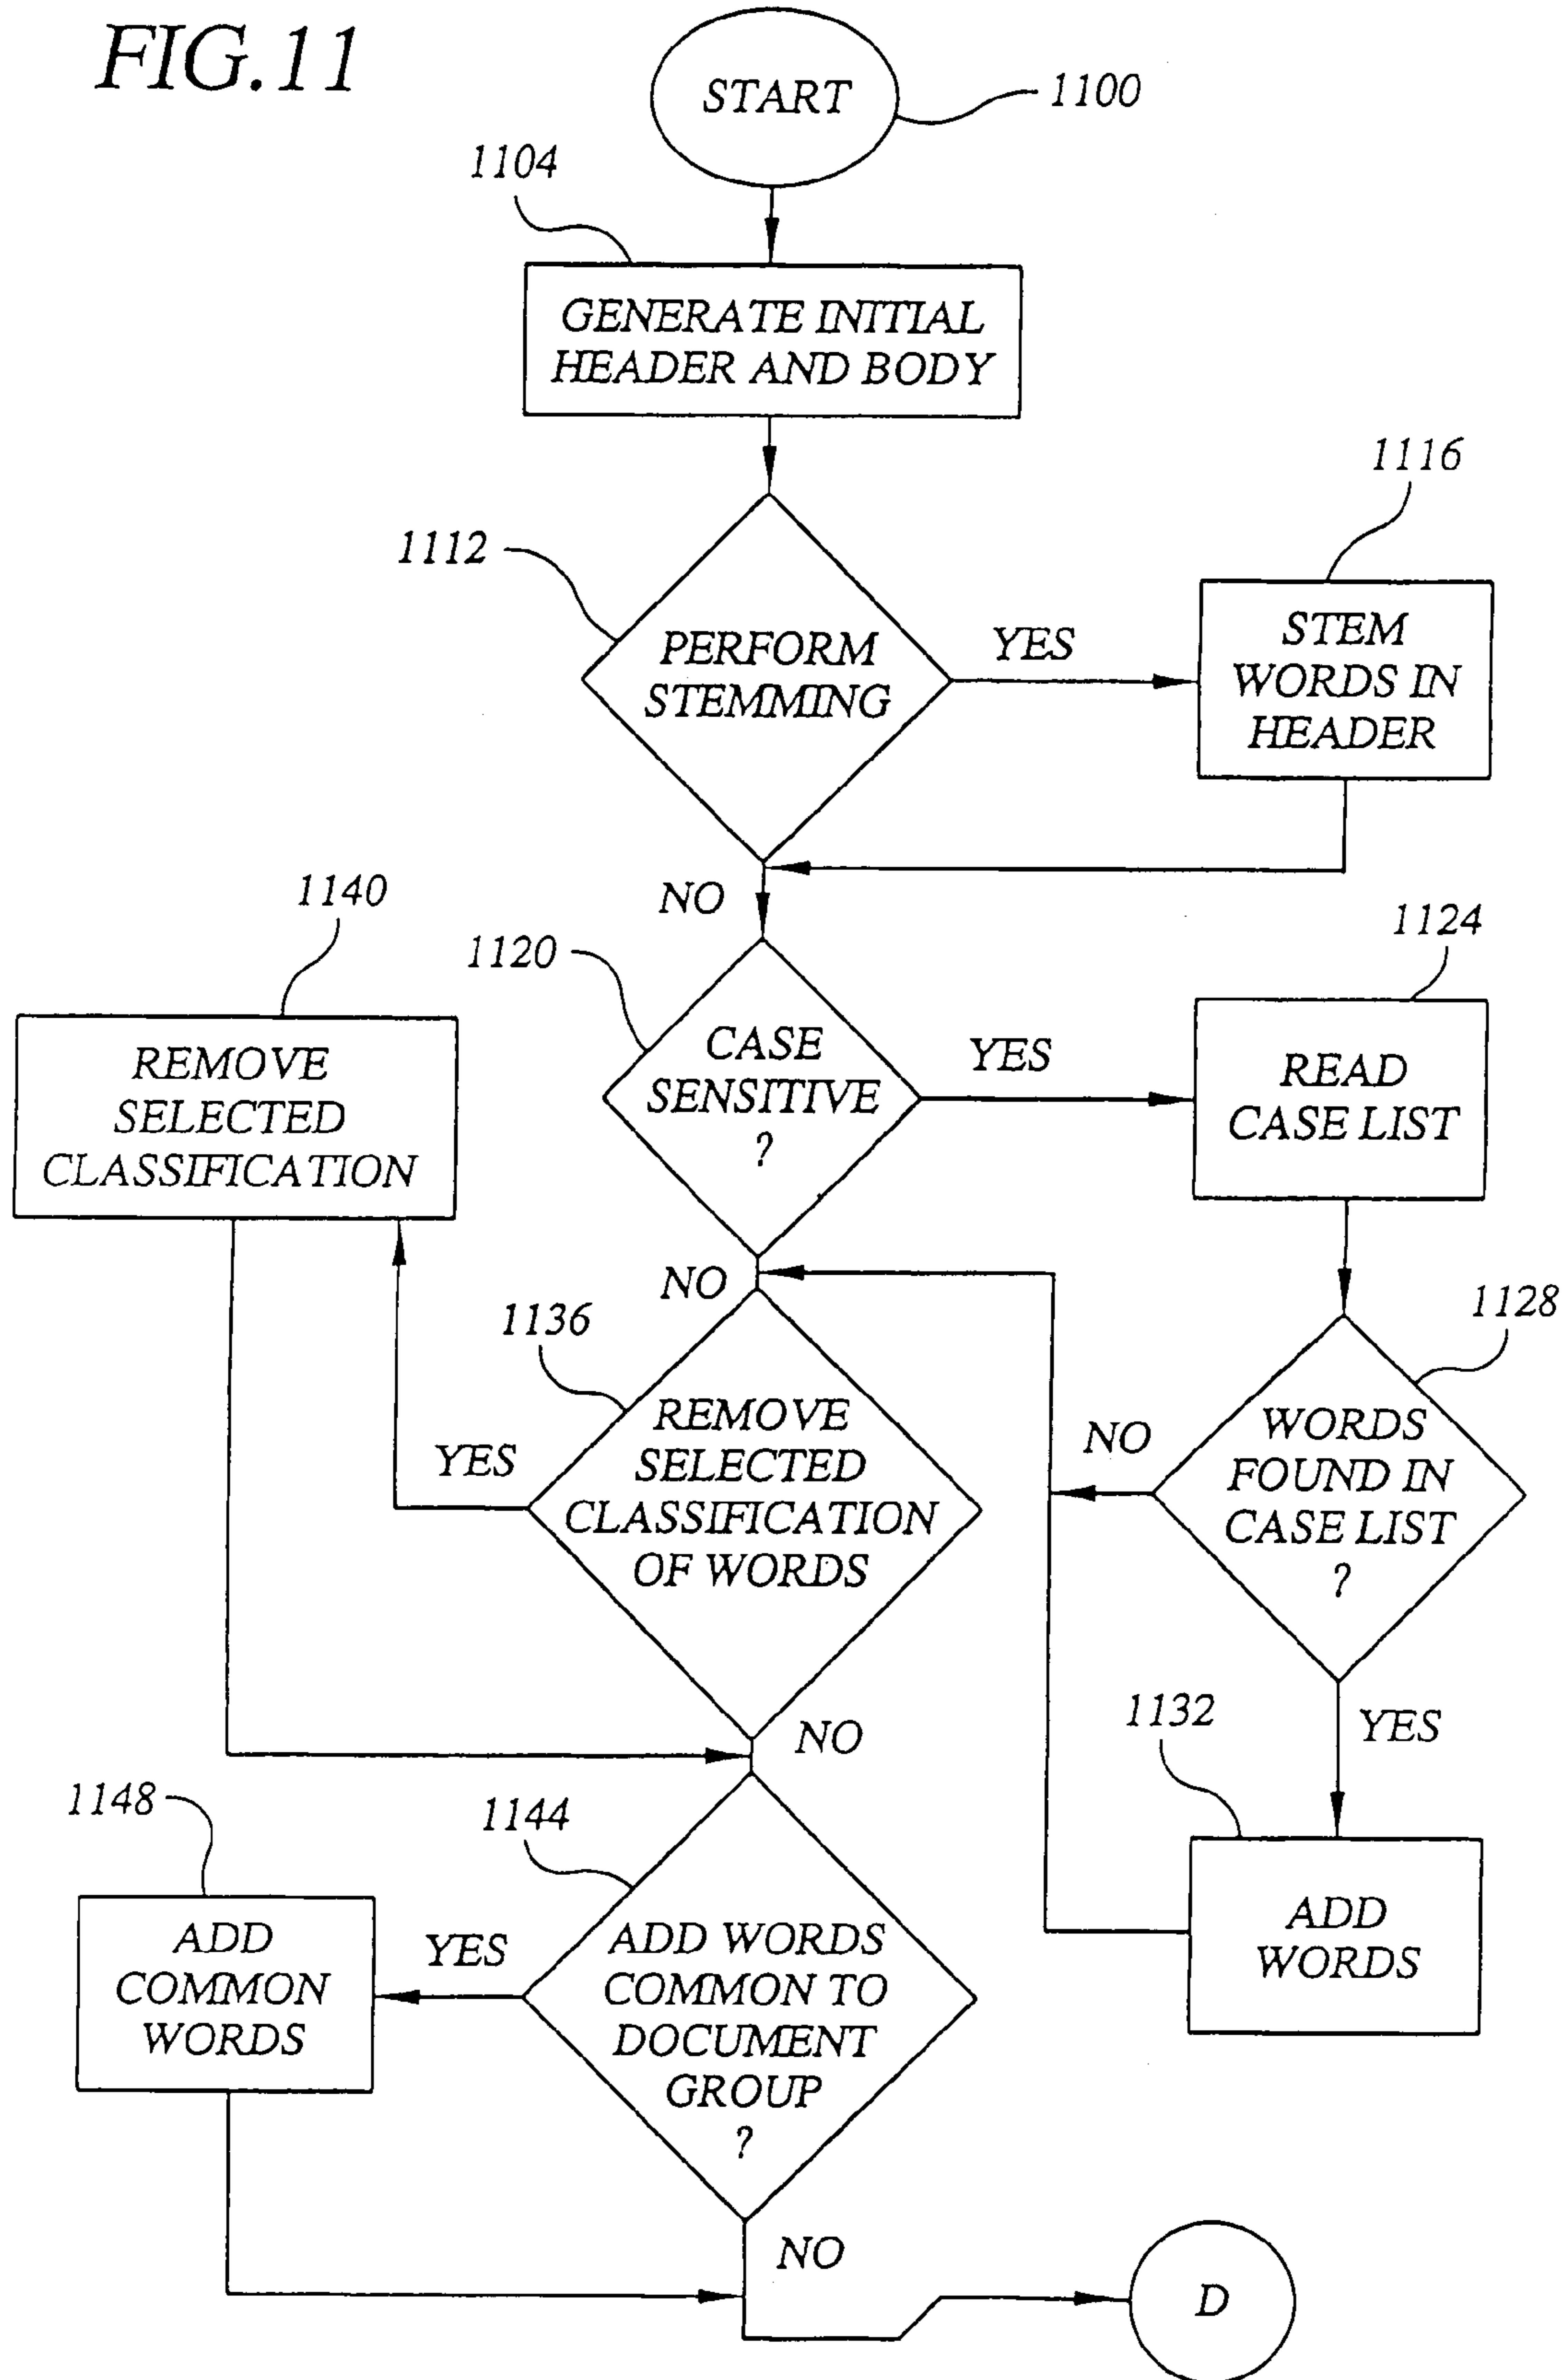 FIG.11
START
1100
1104
GENERATE INITIAL
HEADER AND BODY
1112
PERFORM
STEMMING
YES
1116
STEM
WORDS IN
HEADER
NO
1120
CASE
SENSITIVE
?
YES
1124
READ
CASE LIST
1140
REMOVE
SELECTED
CLASSIFICATION
NO
1128
WORDS
FOUND IN
CASE LIST
?
NO
YES
1136
REMOVE
SELECTED
CLASSIFICATION
OF WORDS
YES
NO
1132
ADD
WORDS
1144
ADD WORDS
COMMON TO
DOCUMENT
GROUP
?
YES
1148
ADD
COMMON
WORDS
NO
D